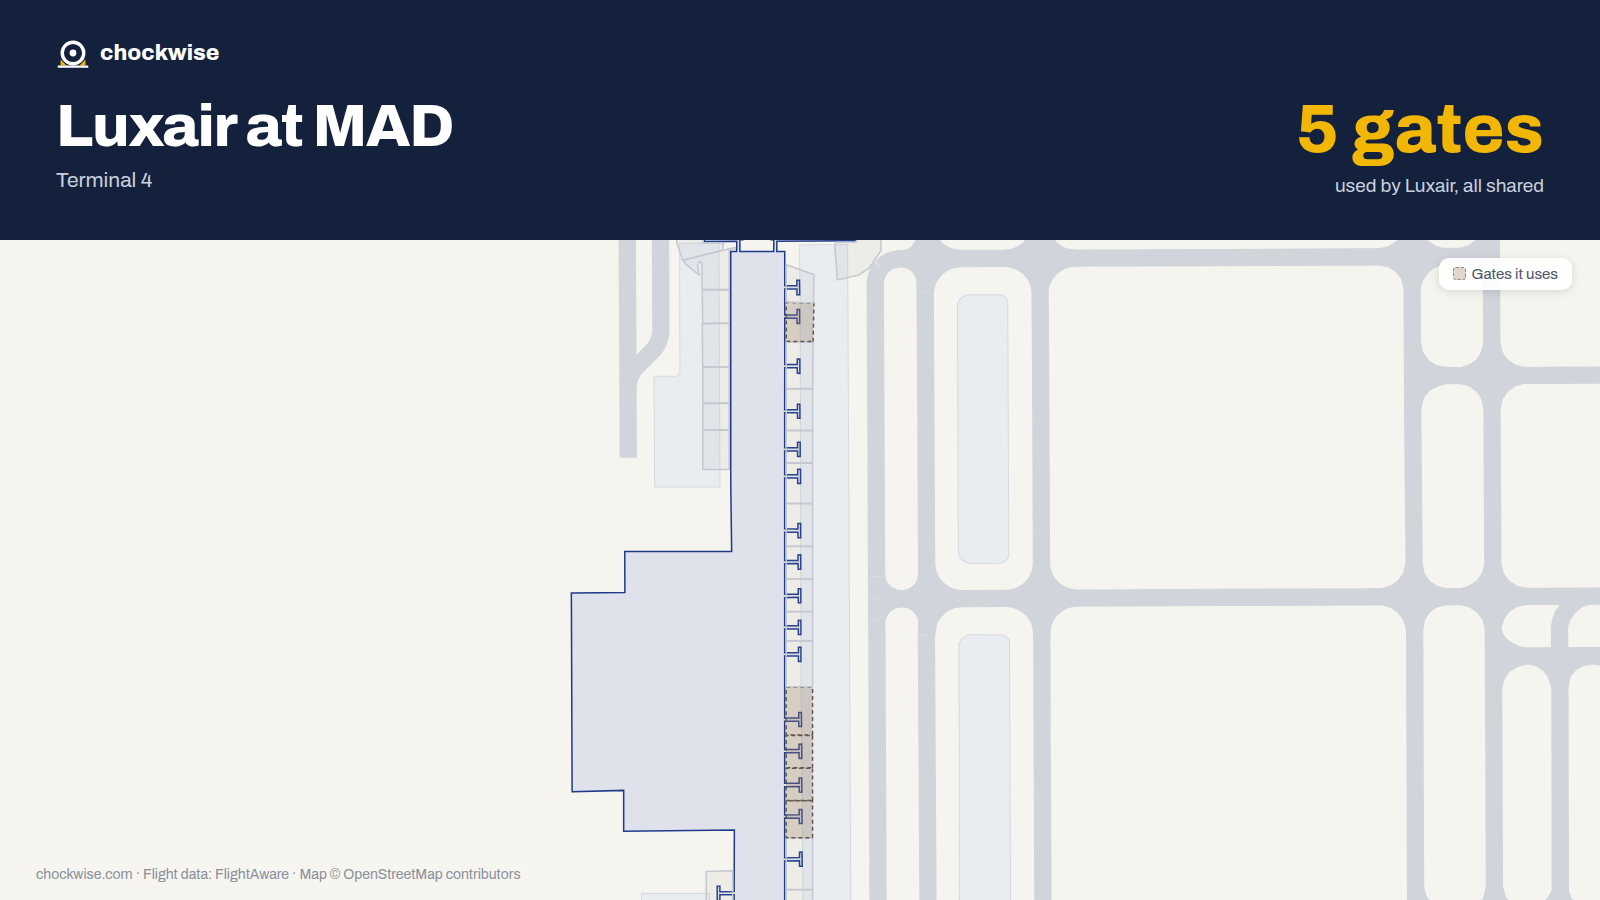 chockwise
Luxair at MAD
Terminal 4
5 gates
used by Luxair, all shared
Gates it uses
chockwise.com · Flight data: FlightAware · Map © OpenStreetMap contributors